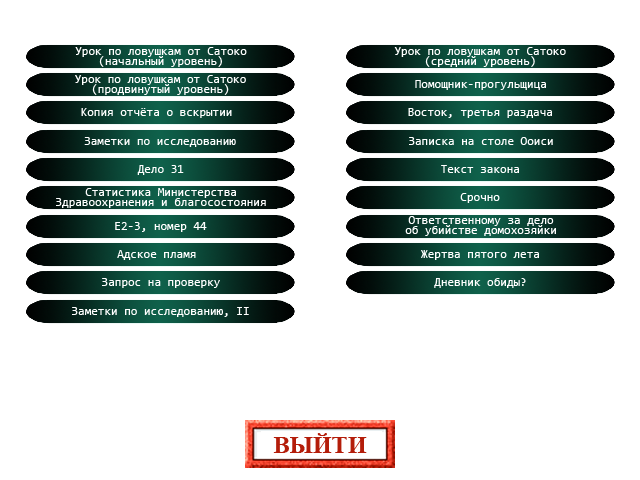 Урок по ловушкам от Сатоко
(начальный уровень)
Урок по ловушкам от Сатоко
(продвинутый уровень)
Копия отчёта о вскрытии
Заметки по исследованию
Дело 31
Статистика Министерства
Здравоохранения и благосостояния
Е2-3, номер 44
Адское пламя
Запрос на проверку
Заметки по исследованию, II
Урок по ловушкам от Сатоко
(средний уровень)
Помощник-прогульщица
Восток, третья раздача
Записка на столе Ооиси
Текст закона
Срочно
Ответственному за дело
об убийстве домохозяйки
Жертва пятого лета
Дневник обиды?
ВЫЙТИ